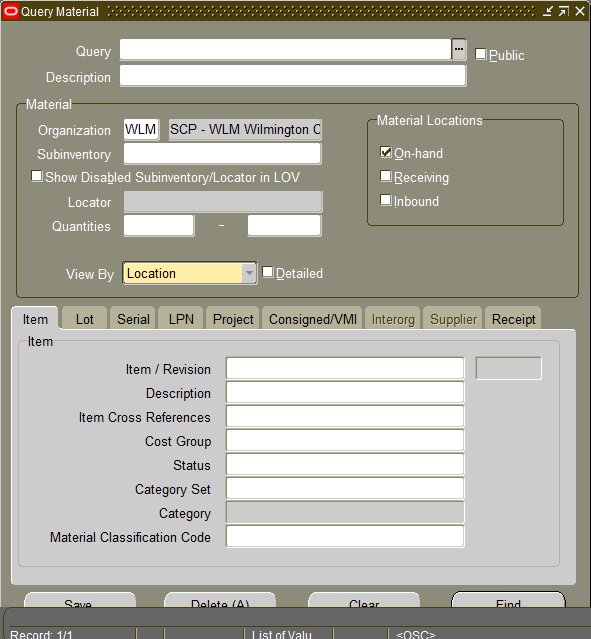 Query Material
Query
...
Public
Description
Material
Organization WLM SCP - WLM Wilmington C
Subinventory
Show Disabled Subinventory/Locator in LOV
Locator
Quantities -
View By Location Detailed
Material Locations
On-hand
Receiving
Inbound
Item Lot Serial LPN Project Consigned/VMI Interorg Supplier Receipt
Item
Item / Revision
Description
Item Cross References
Cost Group
Status
Category Set
Category
Material Classification Code
Save Delete (A) Clear Find
Record: 1/1 List of Valu <OSC>